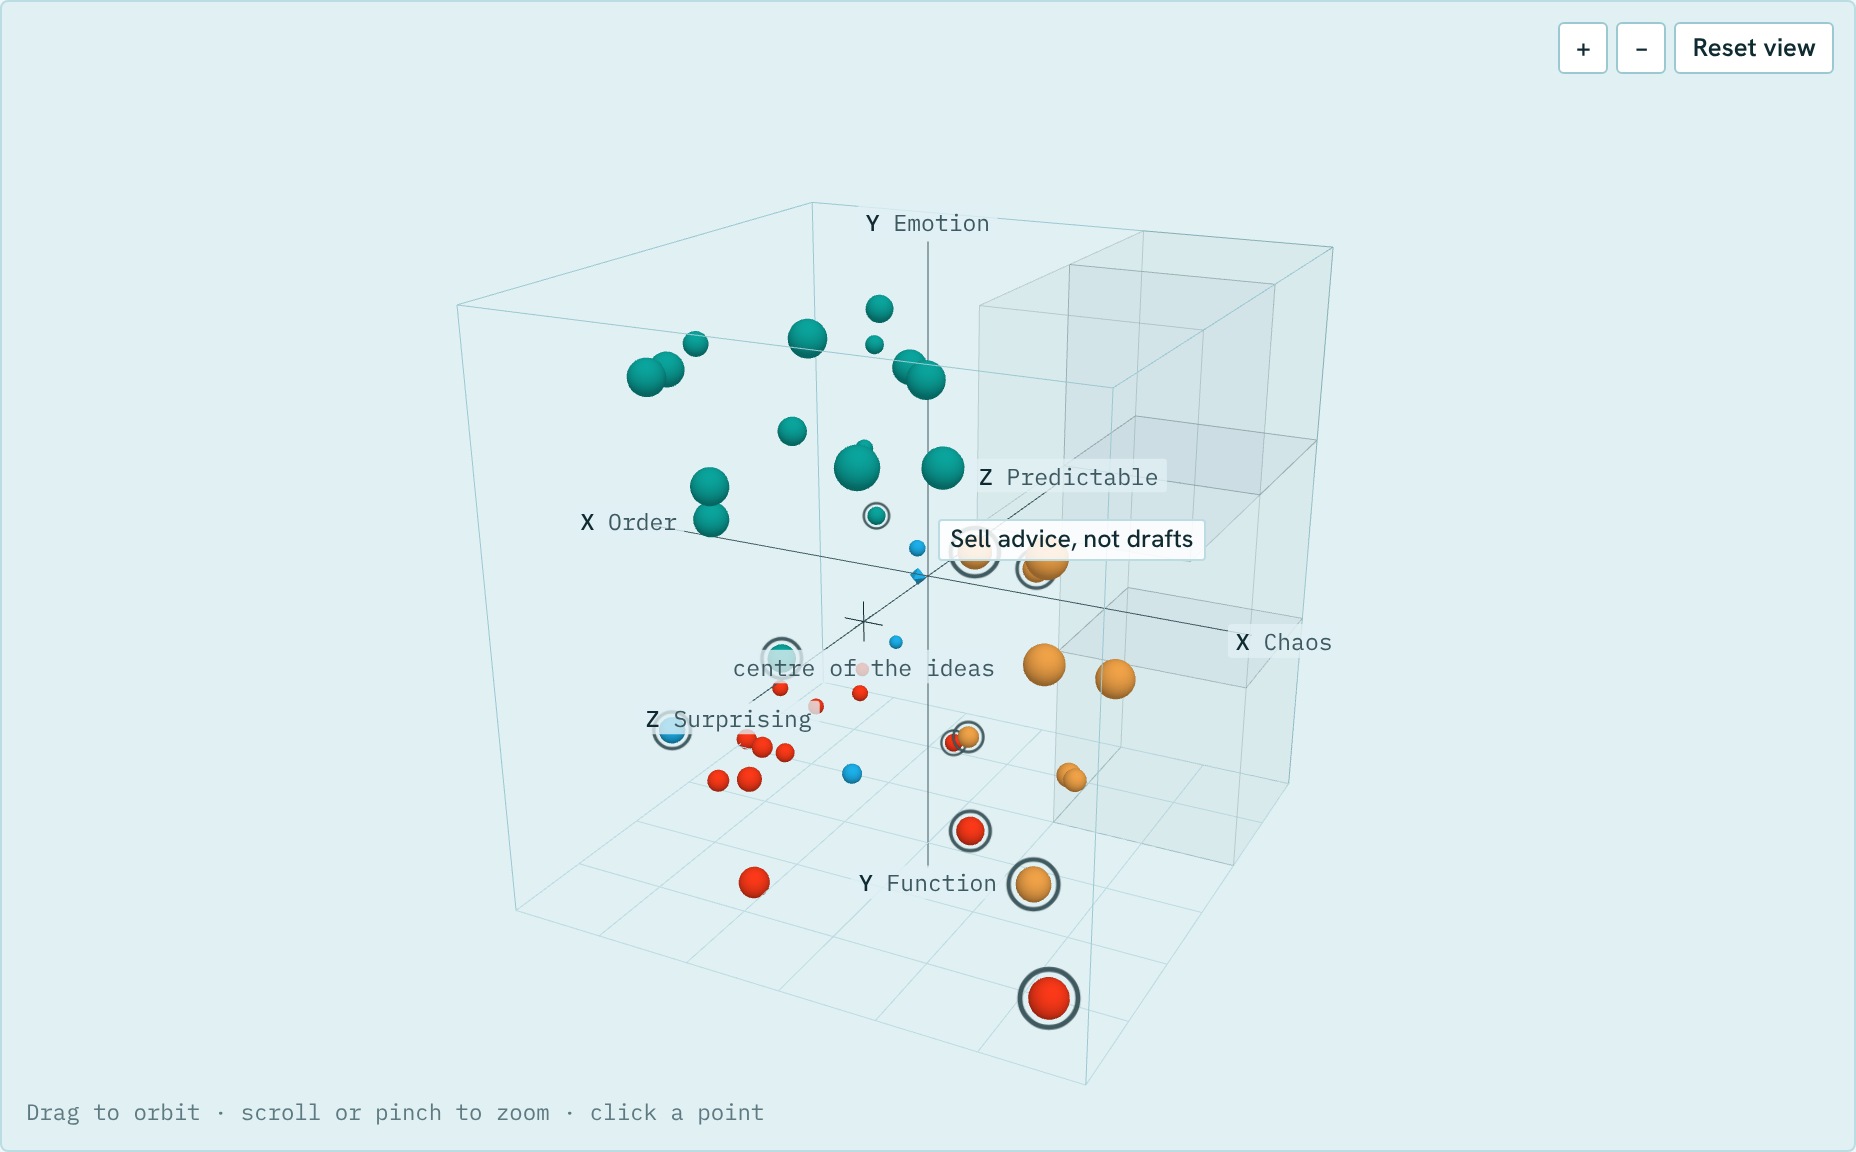 +
–
Reset view
Y Emotion
Z Predictable
X Order
Sell advice, not drafts
X Chaos
centre of the ideas
Z Surprising
Y Function
Drag to orbit · scroll or pinch to zoom · click a point